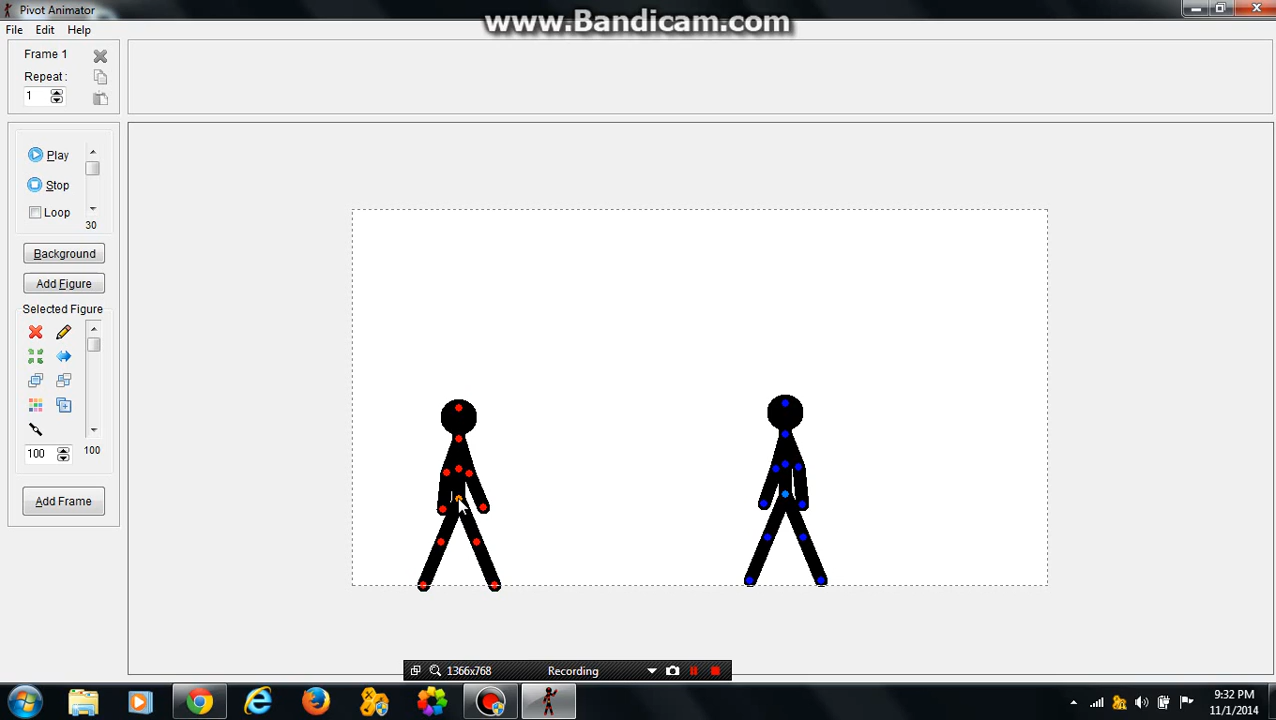 Pivot Animator
www.Bandicam.com
File Edit Help
Frame 1
Repeat :
1
Play
Stop
Loop
30
Background
Add Figure
Selected Figure
100
100
Add Frame
1366x768 Recording
9:32 PM
11/1/2014